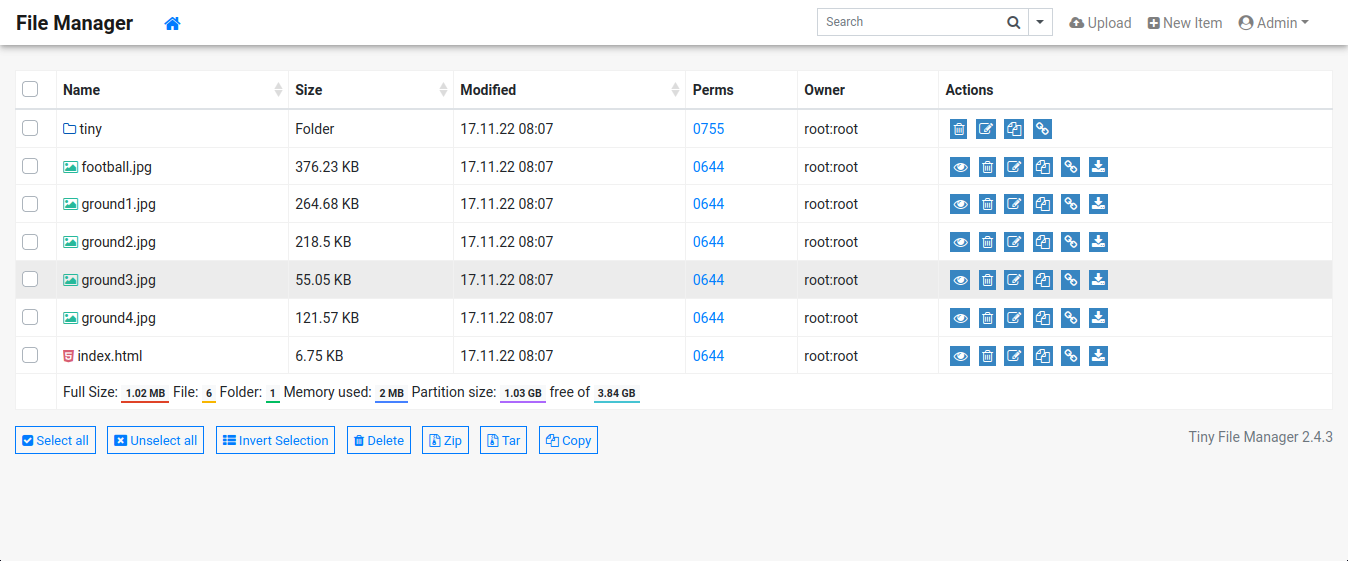 File Manager Search Upload New Item Admin
Name Size Modified Perms Owner Actions
tiny Folder 17.11.22 08:07 0755 root:root
football.jpg 376.23 KB 17.11.22 08:07 0644 root:root
ground1.jpg 264.68 KB 17.11.22 08:07 0644 root:root
ground2.jpg 218.5 KB 17.11.22 08:07 0644 root:root
ground3.jpg 55.05 KB 17.11.22 08:07 0644 root:root
ground4.jpg 121.57 KB 17.11.22 08:07 0644 root:root
index.html 6.75 KB 17.11.22 08:07 0644 root:root
Full Size: 1.02 MB File: 6 Folder: 1 Memory used: 2 MB Partition size: 1.03 GB free of 3.84 GB
Select all Unselect all Invert Selection Delete Zip Tar Copy Tiny File Manager 2.4.3